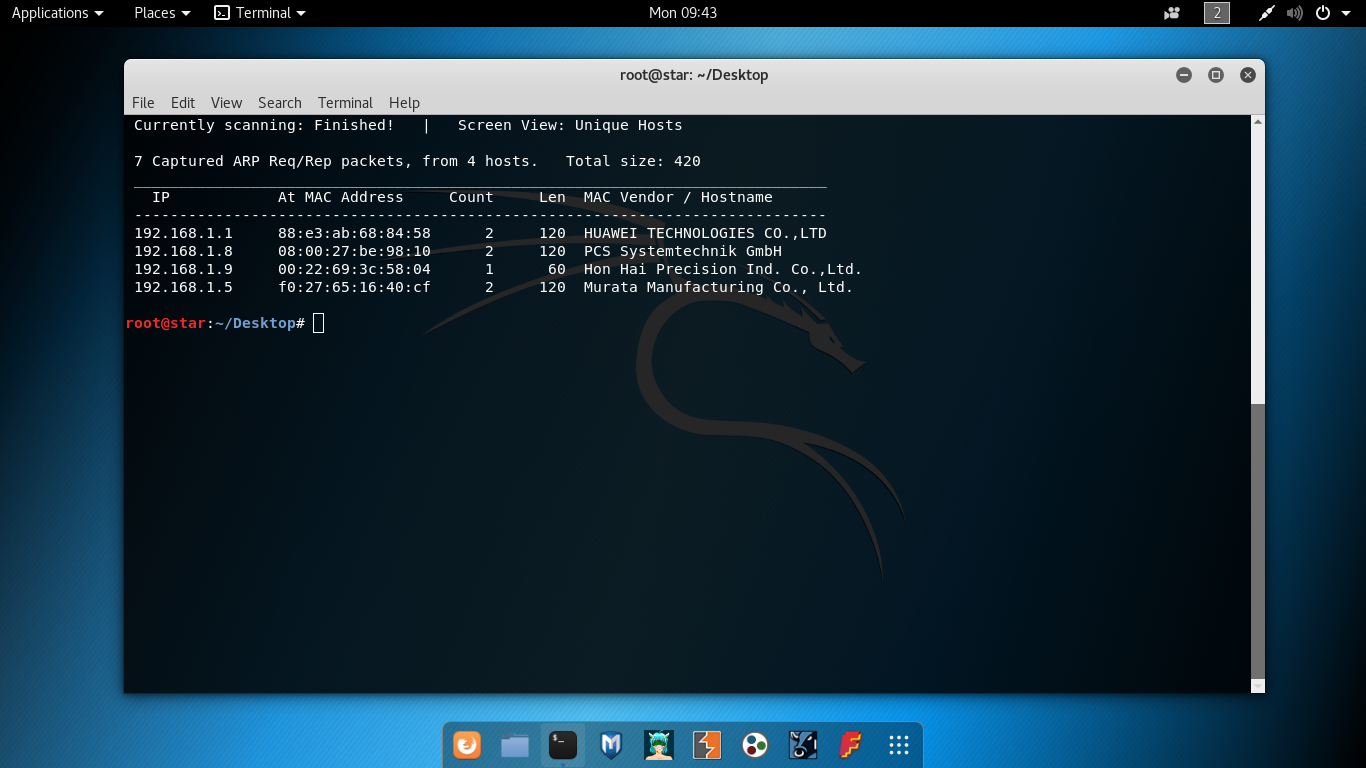 Applications Places Terminal Mon 09:43 2
root@star: ~/Desktop
File Edit View Search Terminal Help
Currently scanning: Finished!   |   Screen View: Unique Hosts
7 Captured ARP Req/Rep packets, from 4 hosts.   Total size: 420
_____________________________________________________________________________
IP            At MAC Address     Count     Len  MAC Vendor / Hostname
-----------------------------------------------------------------------------
192.168.1.1     88:e3:ab:68:84:58      2     120  HUAWEI TECHNOLOGIES CO.,LTD
192.168.1.8     08:00:27:be:98:10      2     120  PCS Systemtechnik GmbH
192.168.1.9     00:22:69:3c:58:04      1      60  Hon Hai Precision Ind. Co.,Ltd.
192.168.1.5     f0:27:65:16:40:cf      2     120  Murata Manufacturing Co., Ltd.
root@star:~/Desktop#